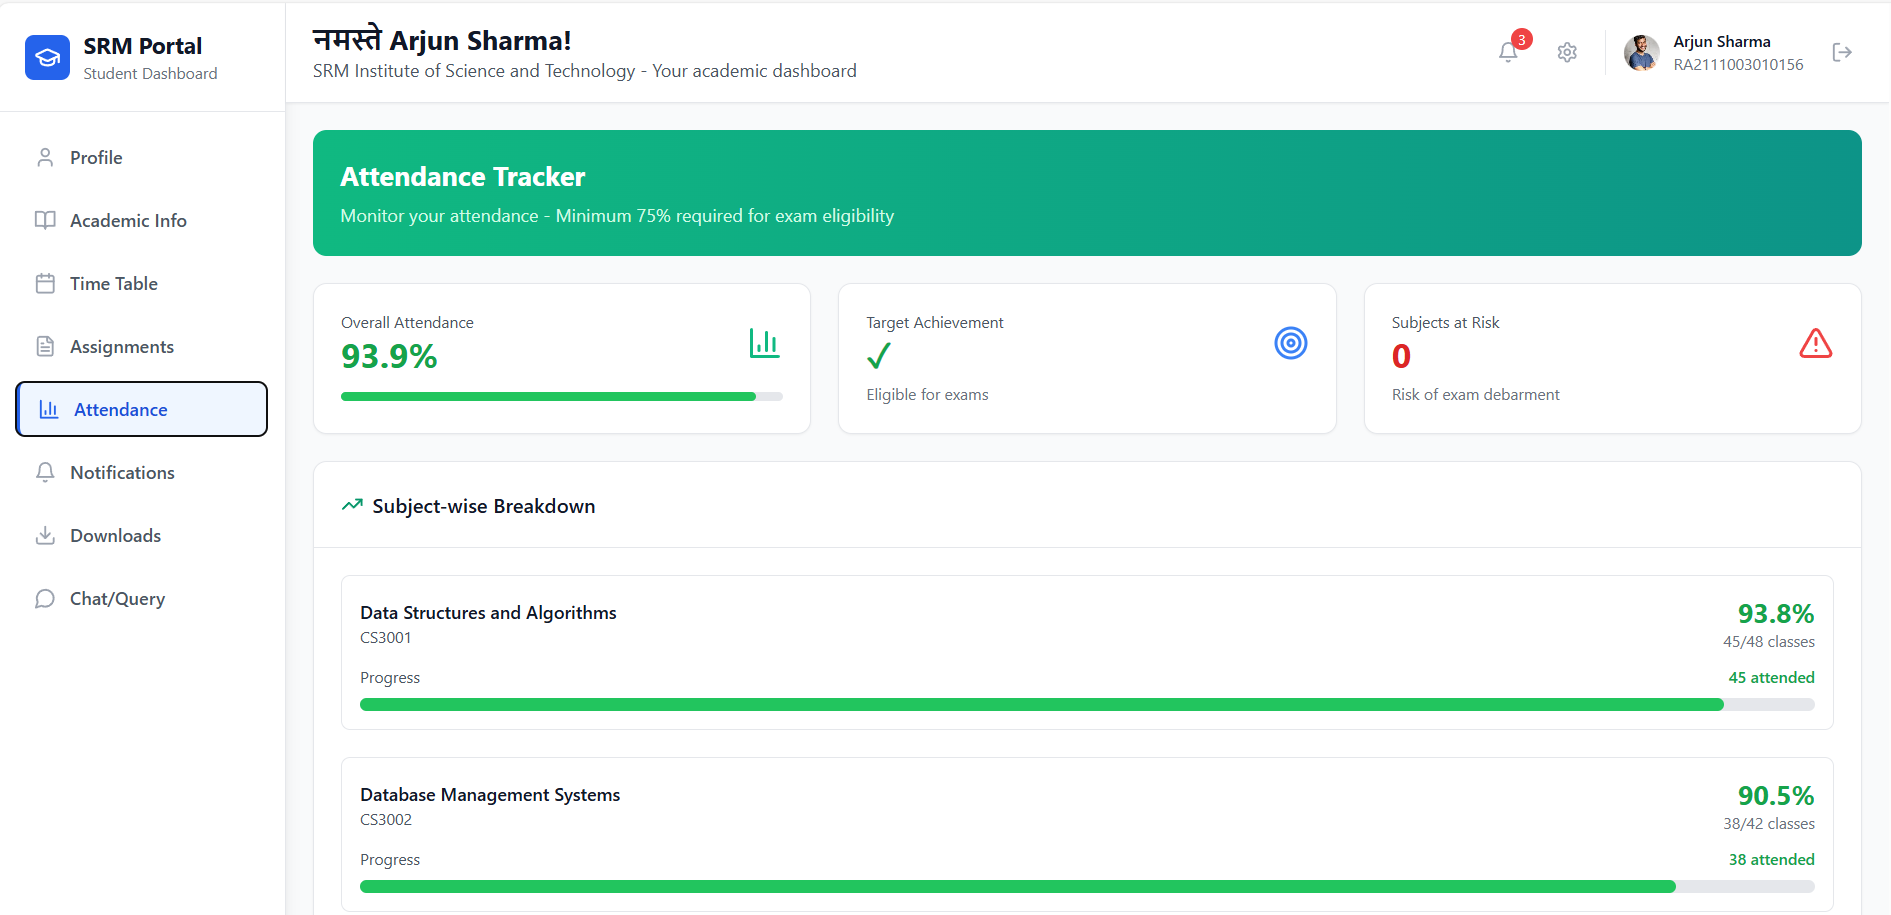 SRM Portal
Student Dashboard
Profile
Academic Info
Time Table
Assignments
Attendance
Notifications
Downloads
Chat/Query
नमस्ते Arjun Sharma!
SRM Institute of Science and Technology - Your academic dashboard
3
Arjun Sharma
RA2111003010156
Attendance Tracker
Monitor your attendance - Minimum 75% required for exam eligibility
Overall Attendance
93.9%
Target Achievement
✓
Eligible for exams
Subjects at Risk
0
Risk of exam debarment
Subject-wise Breakdown
Data Structures and Algorithms
CS3001
93.8%
45/48 classes
Progress
45 attended
Database Management Systems
CS3002
90.5%
38/42 classes
Progress
38 attended